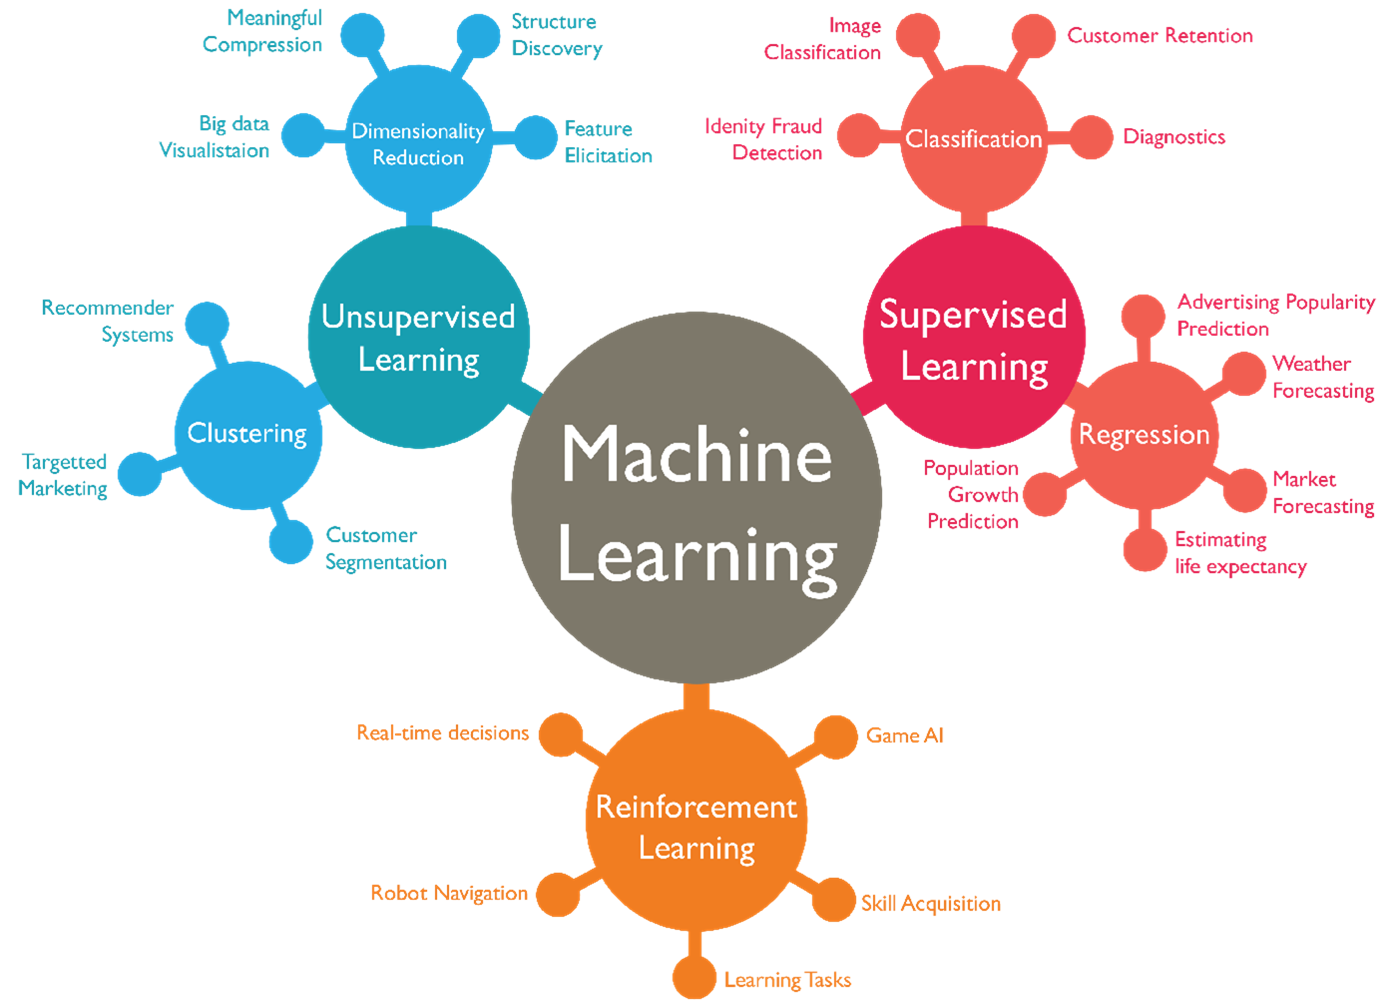 Meaningful
Compression
Structure
Discovery
Big data
Visualistaion
Dimensionality
Reduction
Feature
Elicitation
Image
Classification
Customer Retention
Idenity Fraud
Detection
Classification
Diagnostics
Unsupervised
Learning
Supervised
Learning
Recommender
Systems
Clustering
Targetted
Marketing
Customer
Segmentation
Advertising Popularity
Prediction
Weather
Forecasting
Regression
Population
Growth
Prediction
Market
Forecasting
Estimating
life expectancy
Machine
Learning
Real-time decisions
Game AI
Reinforcement
Learning
Robot Navigation
Skill Acquisition
Learning Tasks